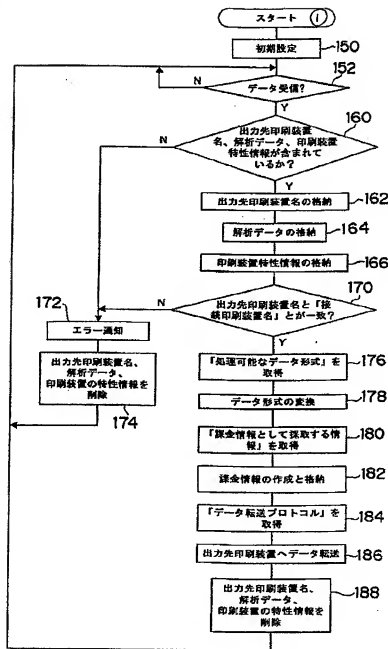 スタート i
初期設定
150
152
データ受信?
N
Y
160
出力先印刷装置
名、解析データ、印刷装置
特性情報が含まれて
いるか?
N
Y
出力先印刷装置名の格納
162
解析データの格納
164
印刷装置特性情報の格納
166
170
出力先印刷装置名と『接
続印刷装置名』とが一致?
N
Y
172
エラー通知
出力先印刷装置名、
解析データ、
印刷装置の特性情報を
削除
174
『処理可能なデータ形式』を
取得
176
データ形式の変換
178
『課金情報として採取する情
報』を取得
180
課金情報の作成と格納
182
『データ転送プロトコル』を
取得
184
出力先印刷装置へデータ転送
186
出力先印刷装置名、
解析データ、
印刷装置の特性情報を
削除
188